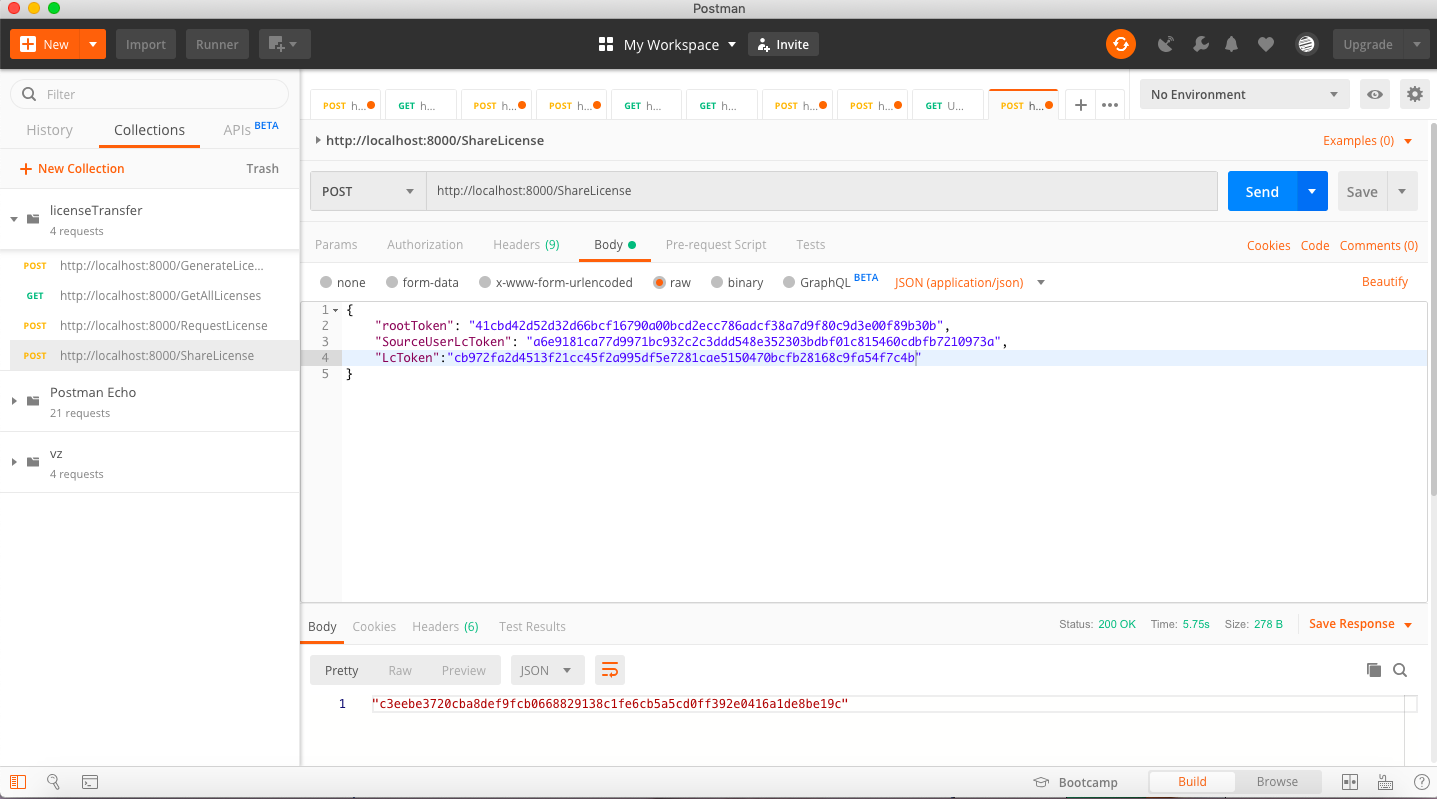 Postman
New
Import
Runner
My Workspace
Invite
Upgrade
Filter
History
Collections
APIs BETA
New Collection
Trash
licenseTransfer
4 requests
POST http://localhost:8000/GenerateLice...
GET http://localhost:8000/GetAllLicenses
POST http://localhost:8000/RequestLicense
POST http://localhost:8000/ShareLicense
Postman Echo
21 requests
vz
4 requests
POST h...
GET h...
POST h...
POST h...
GET h...
GET h...
POST h...
POST h...
GET U...
POST h...
No Environment
http://localhost:8000/ShareLicense
Examples (0)
POST
http://localhost:8000/ShareLicense
Send
Save
Params
Authorization
Headers (9)
Body
Pre-request Script
Tests
Cookies
Code
Comments (0)
none
form-data
x-www-form-urlencoded
raw
binary
GraphQL BETA
JSON (application/json)
Beautify
1 {
2 "rootToken": "41cbd42d52d32d66bcf16790a00bcd2ecc786adcf38a7d9f80c9d3e00f89b30b",
3 "SourceUserLcToken": "a6e9181ca77d9971bc932c2c3ddd548e352303bdbf01c815460cdbfb7210973a",
4 "LcToken":"cb972fa2d4513f21cc45f2a995df5e7281cae5150470bcfb28168c9fa54f7c4b"
5 }
Body
Cookies
Headers (6)
Test Results
Status: 200 OK
Time: 5.75s
Size: 278 B
Save Response
Pretty
Raw
Preview
JSON
1 "c3eebe3720cba8def9fcb0668829138c1fe6cb5a5cd0ff392e0416a1de8be19c"
Bootcamp
Build
Browse